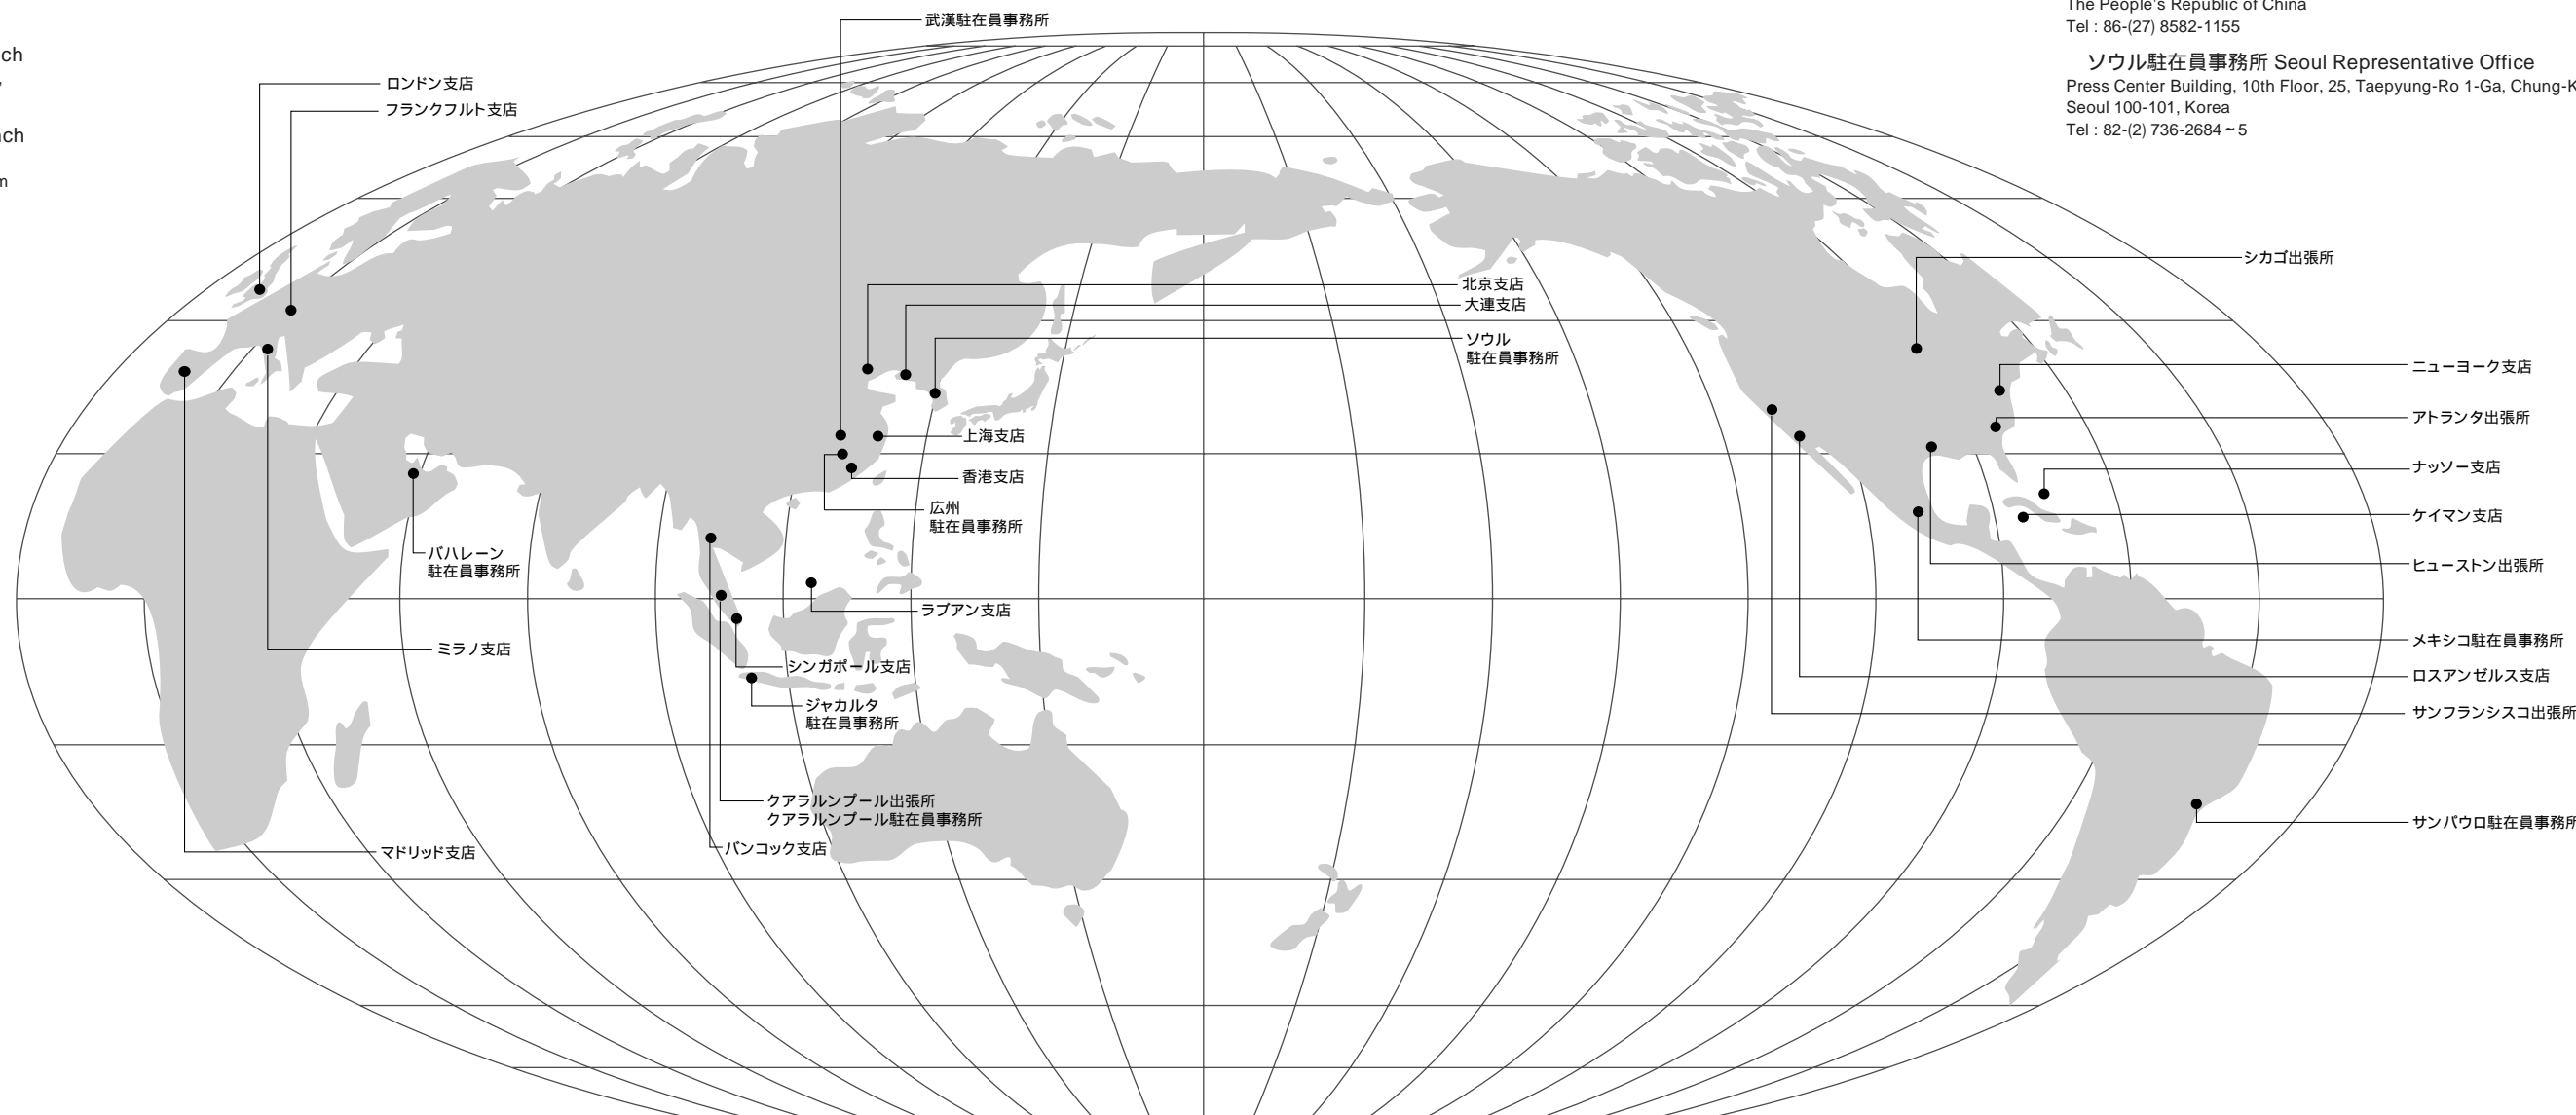 ch
nch
m
The People's Republic of China
Tel : 86-(27) 8582-1155
ソウル駐在員事務所 Seoul Representative Office
Press Center Building, 10th Floor, 25, Taepyung-Ro 1-Ga, Chung-K
Seoul 100-101, Korea
Tel : 82-(2) 736-2684~5
武漢駐在員事務所
ロンドン支店
フランクフルト支店
北京支店
大連支店
ソウル
駐在員事務所
上海支店
香港支店
広州
駐在員事務所
バハレーン
駐在員事務所
ラブアン支店
ミラノ支店
シンガポール支店
ジャカルタ
駐在員事務所
クアラルンプール出張所
クアラルンプール駐在員事務所
バンコック支店
マドリッド支店
シカゴ出張所
ニューヨーク支店
アトランタ出張所
ナッソー支店
ケイマン支店
ヒューストン出張所
メキシコ駐在員事務所
ロスアンゼルス支店
サンフランシスコ出張所
サンパウロ駐在員事務所